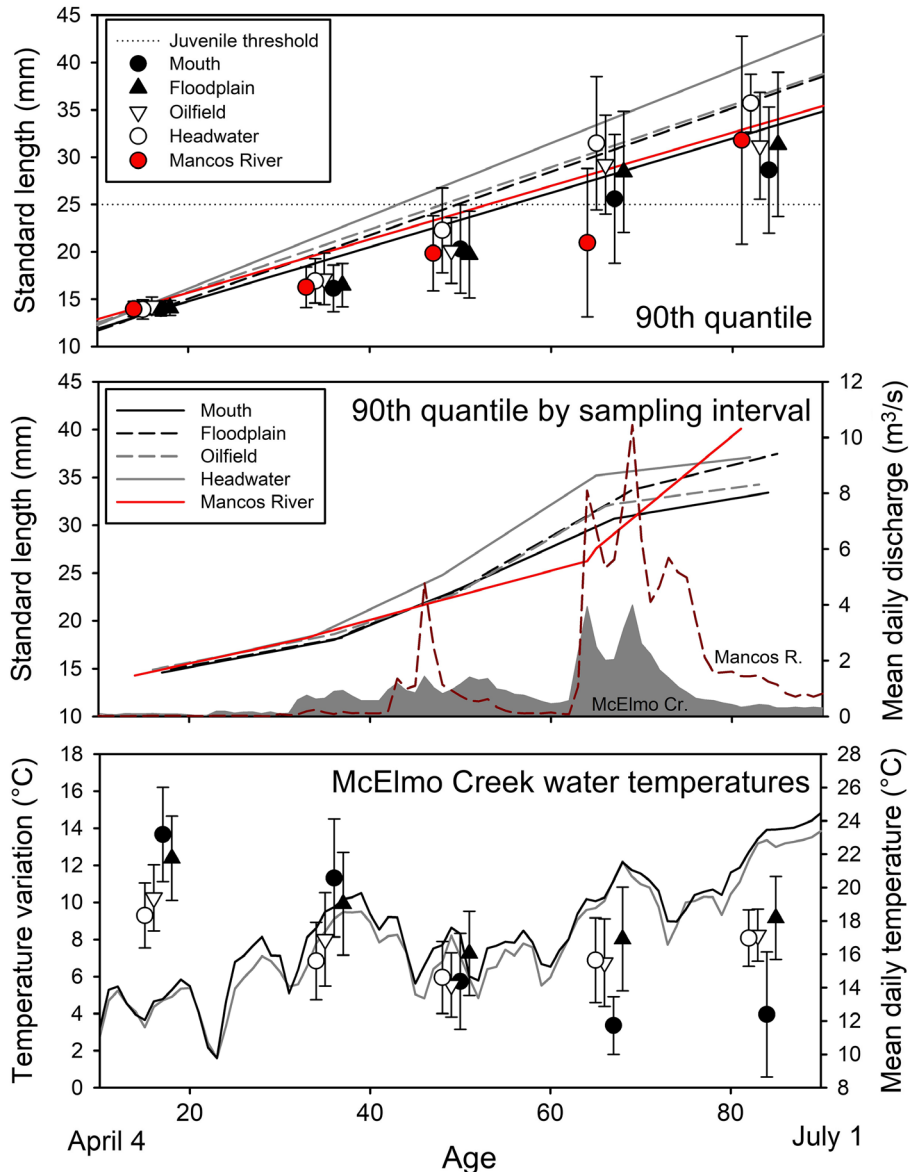 45
40
35
30
25
20
15
10
Standard length (mm)
Juvenile threshold
Mouth
Floodplain
Oilfield
Headwater
Mancos River
90th quantile
45
40
35
30
25
20
15
10
Standard length (mm)
Mouth
Floodplain
Oilfield
Headwater
Mancos River
90th quantile by sampling interval
Mancos R.
McElmo Cr.
12
10
8
6
4
2
0
Mean daily discharge (m³/s)
18
16
14
12
10
8
6
4
2
0
Temperature variation (°C)
McElmo Creek water temperatures
28
26
24
22
20
18
16
14
12
10
8
Mean daily temperature (°C)
20
40
60
80
April 4
Age
July 1